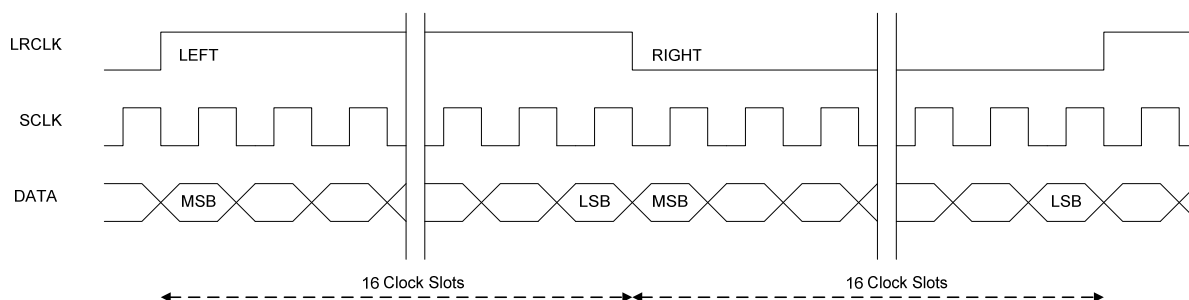 LRCLK
LEFT
RIGHT
SCLK
DATA
MSB
LSB
MSB
LSB
16 Clock Slots
16 Clock Slots